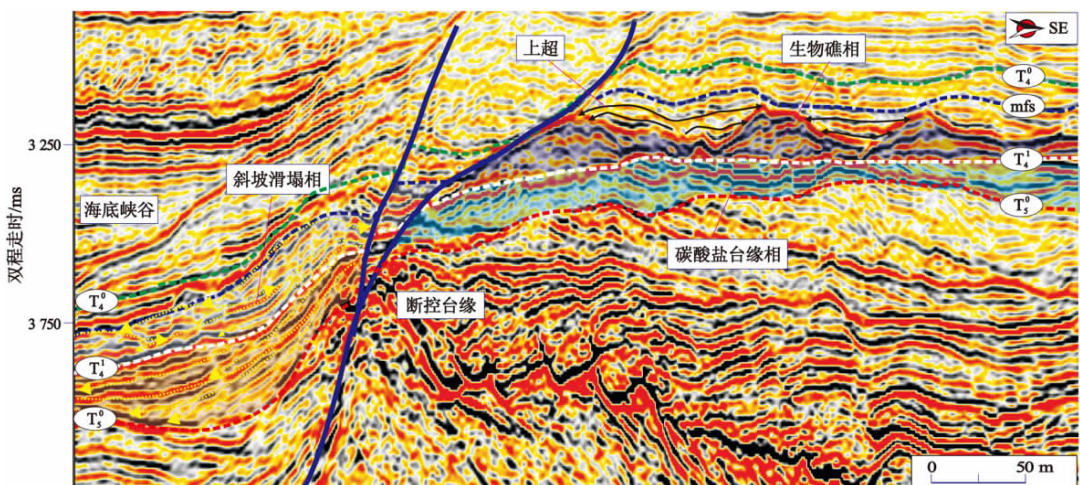 SE
上超
生物礁相
T₄⁰
mfs
3 250
T₄¹
斜坡滑塌相
海底峡谷
T₅⁰
双程走时/ms
碳酸盐台缘相
T₄⁰
断控台缘
3 750
T₄¹
T₅⁰
0 50 m